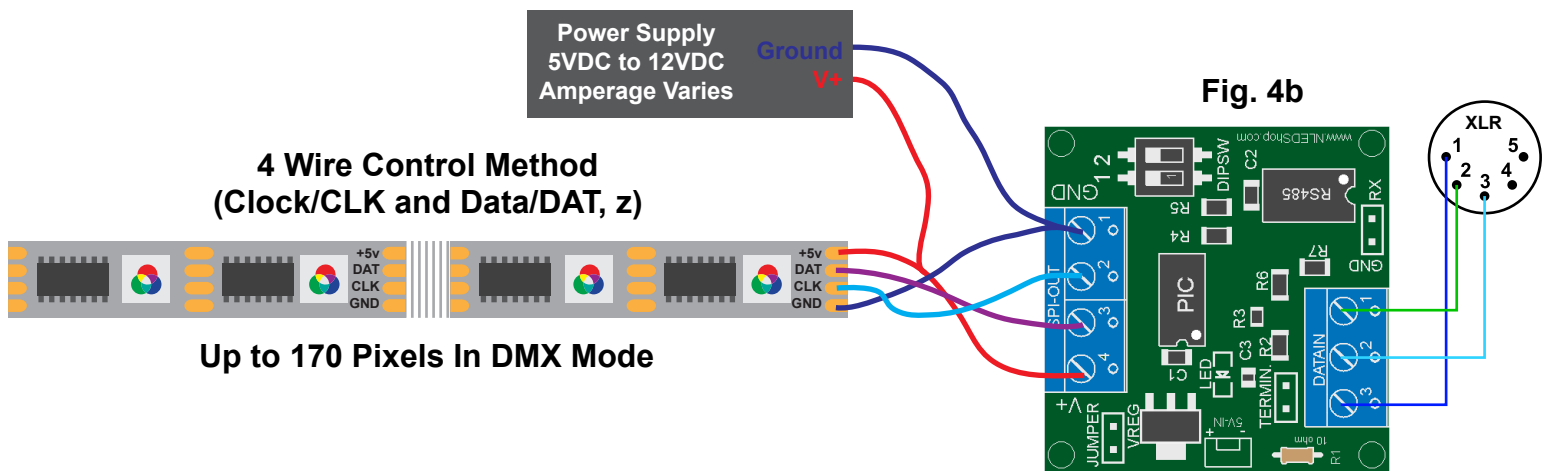 Power Supply
5VDC to 12VDC
Amperage Varies
Ground
V+
4 Wire Control Method
(Clock/CLK and Data/DAT, z)
+5v
DAT
CLK
GND
+5v
DAT
CLK
GND
Up to 170 Pixels In DMX Mode
Fig. 4b
www.NLEDShop.com
1 2
DIPSW
1
C2
RS485
RX
GND
GND
R5
R4
R7
R6
R3
R2
C3
PIC
C1
LED
SPI-OUT
1
2
3
4
V+
JUMPER
VREG
5V-IN
+
-
TERMIN.
DATAIN
1
2
3
10 ohm
R1
XLR
1
2
3
4
5